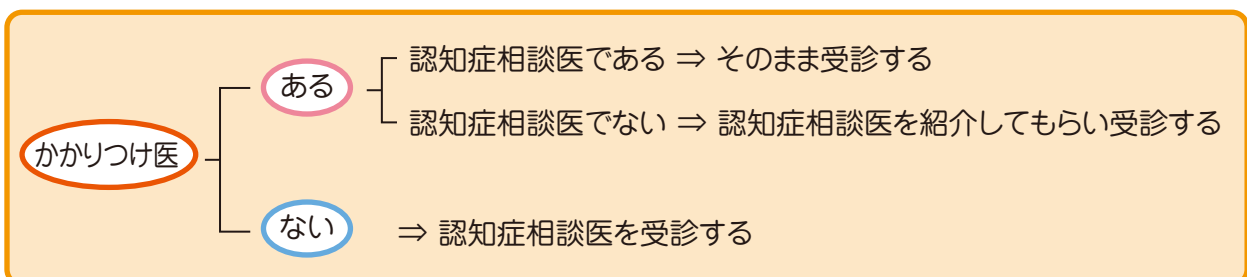 認知症相談医である ⇒ そのまま受診する
ある
認知症相談医でない ⇒ 認知症相談医を紹介してもらい受診する
かかりつけ医
ない ⇒ 認知症相談医を受診する